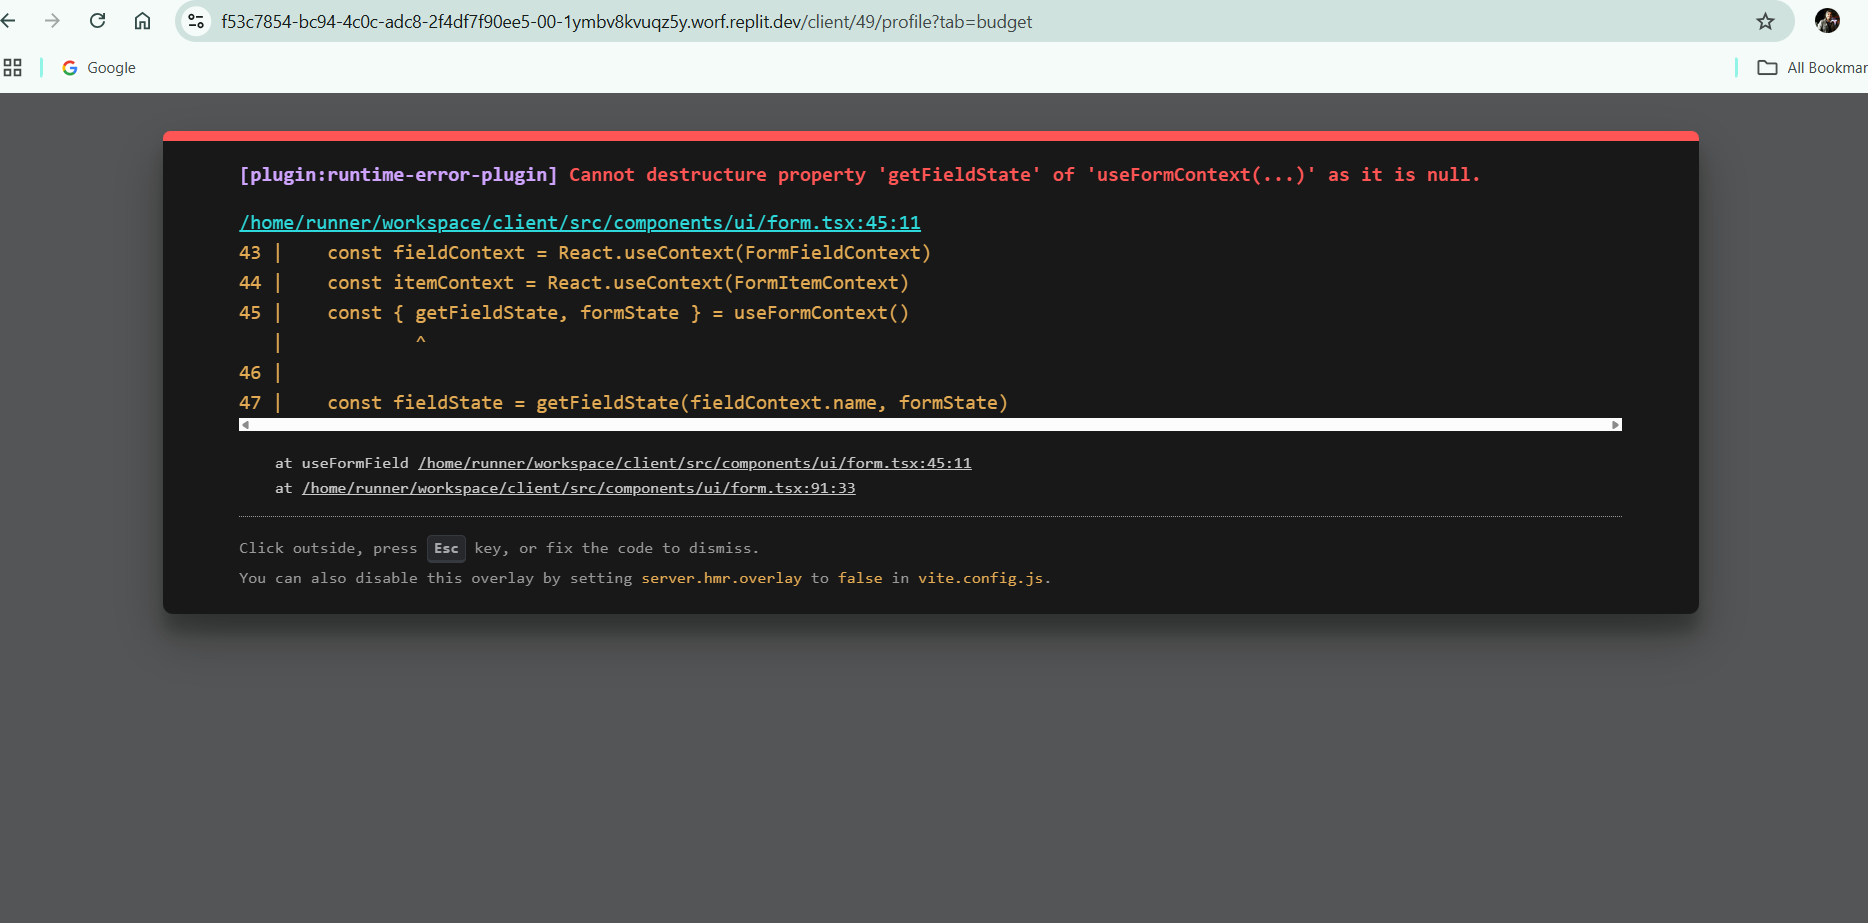 f53c7854-bc94-4c0c-adc8-2f4df7f90ee5-00-1ymbv8kvuqz5y.worf.replit.dev/client/49/profile?tab=budget
Google
All Bookmar
[plugin:runtime-error-plugin] Cannot destructure property 'getFieldState' of 'useFormContext(...)' as it is null.
/home/runner/workspace/client/src/components/ui/form.tsx:45:11
43 |    const fieldContext = React.useContext(FormFieldContext)
44 |    const itemContext = React.useContext(FormItemContext)
45 |    const { getFieldState, formState } = useFormContext()
   |            ^
46 |
47 |    const fieldState = getFieldState(fieldContext.name, formState)
at useFormField /home/runner/workspace/client/src/components/ui/form.tsx:45:11
at /home/runner/workspace/client/src/components/ui/form.tsx:91:33
Click outside, press Esc key, or fix the code to dismiss.
You can also disable this overlay by setting server.hmr.overlay to false in vite.config.js.